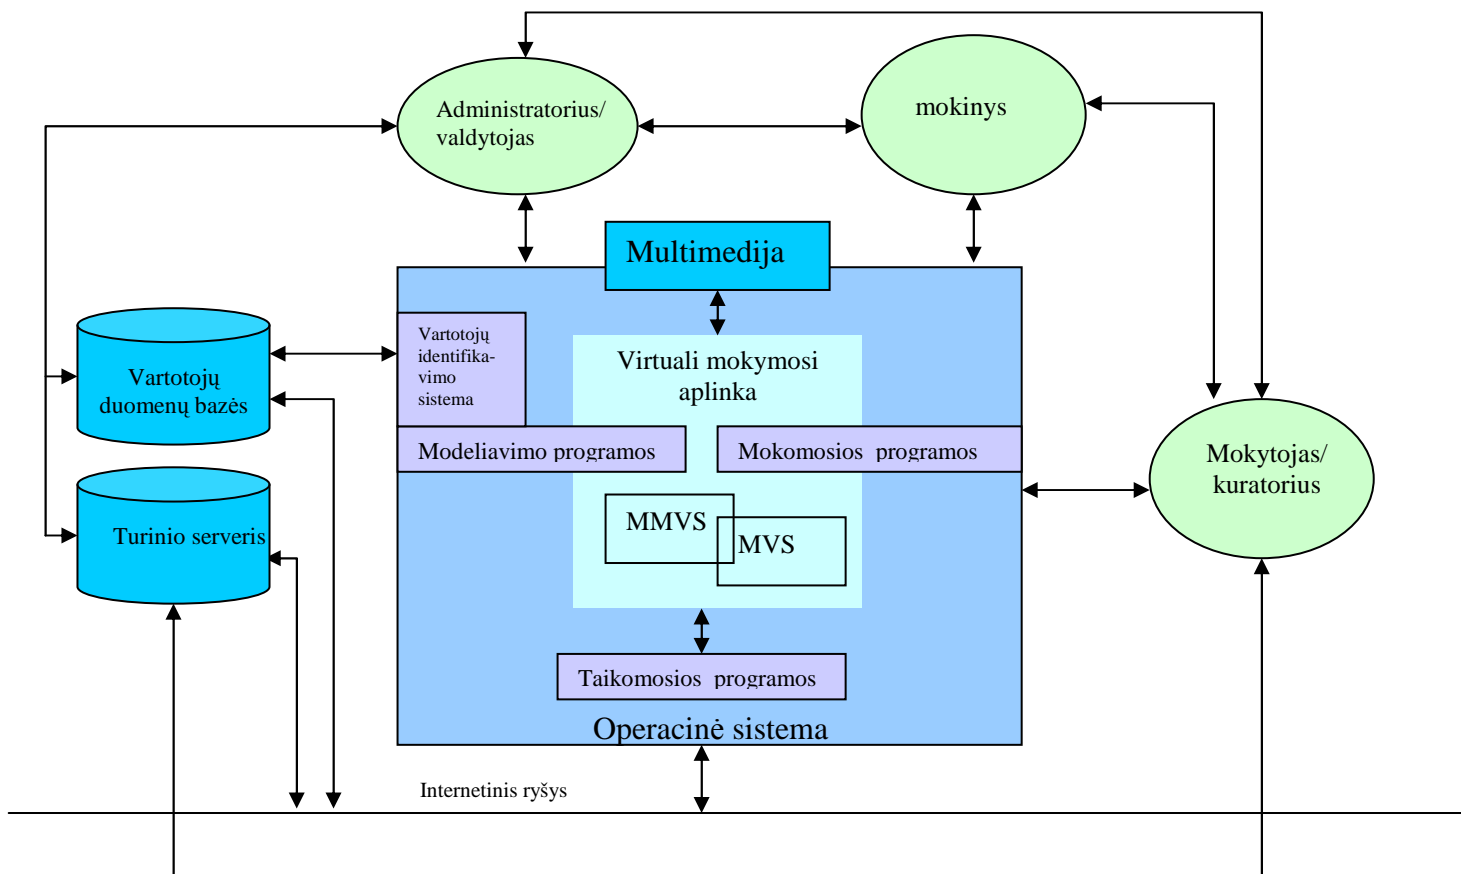 Administratorius/
valdytojas
mokinys
Multimedija
Vartotojų
identifika-
vimo
sistema
Virtuali mokymosi
aplinka
Vartotojų
duomenų bazės
Modeliavimo programos
Mokomosios programos
Mokytojas/
kuratorius
Turinio serveris
MMVS
MVS
Taikomosios programos
Operacinė sistema
Internetinis ryšys